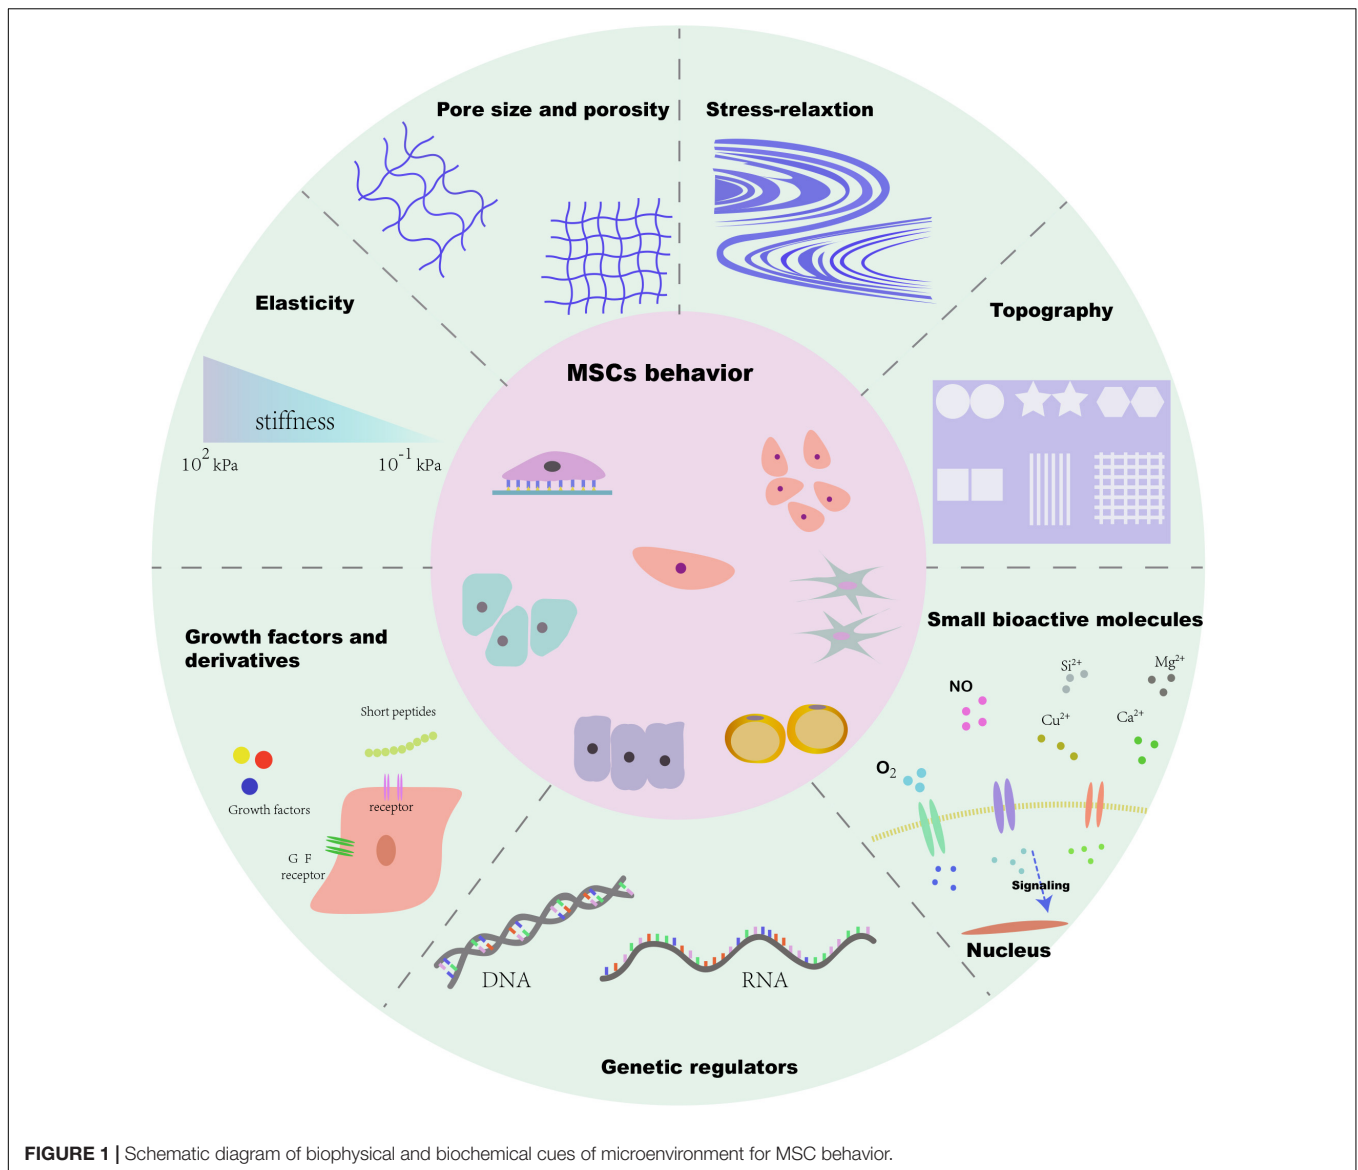 Pore size and porosity
Stress-relaxtion
Elasticity
stiffness
10² kPa
10⁻¹ kPa
Topography
MSCs behavior
Growth factors and
derivatives
Short peptides
Growth factors
receptor
G F
receptor
Small bioactive molecules
Si²⁺
Mg²⁺
NO
Cu²⁺
Ca²⁺
O₂
Signaling
Nucleus
DNA
RNA
Genetic regulators
FIGURE 1 | Schematic diagram of biophysical and biochemical cues of microenvironment for MSC behavior.